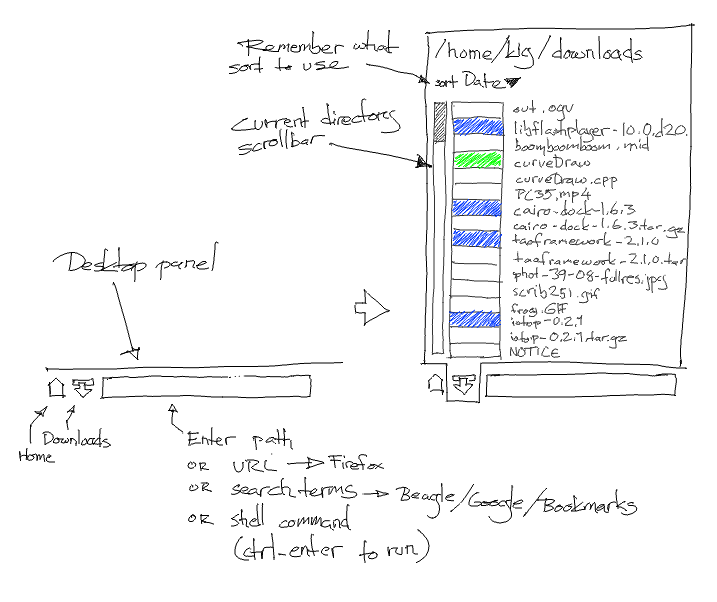 Remember what
sort to use
Current directory
scrollbar
Desktop panel
/home/wg/downloads
sort Date
out.ogv
libflashplayer-10.0.d20.
boomboomboom.mid
curveDraw
curveDraw.cpp
PC35.mp4
cairo-dock-1.6.3
cairo-dock-1.6.3.tar.gz
taoframework-2.1.0
taoframework-2.1.0.tar
phot-39-08-fullres.jpg
scrib251.gif
frog.GIF
iotop-0.2.1
iotop-0.2.1.tar.gz
NOTICE
...
Home
Downloads
Enter path
OR URI → Firefox
OR search terms → Beagle/Google/Bookmarks
OR shell command
(ctrl-enter to run)